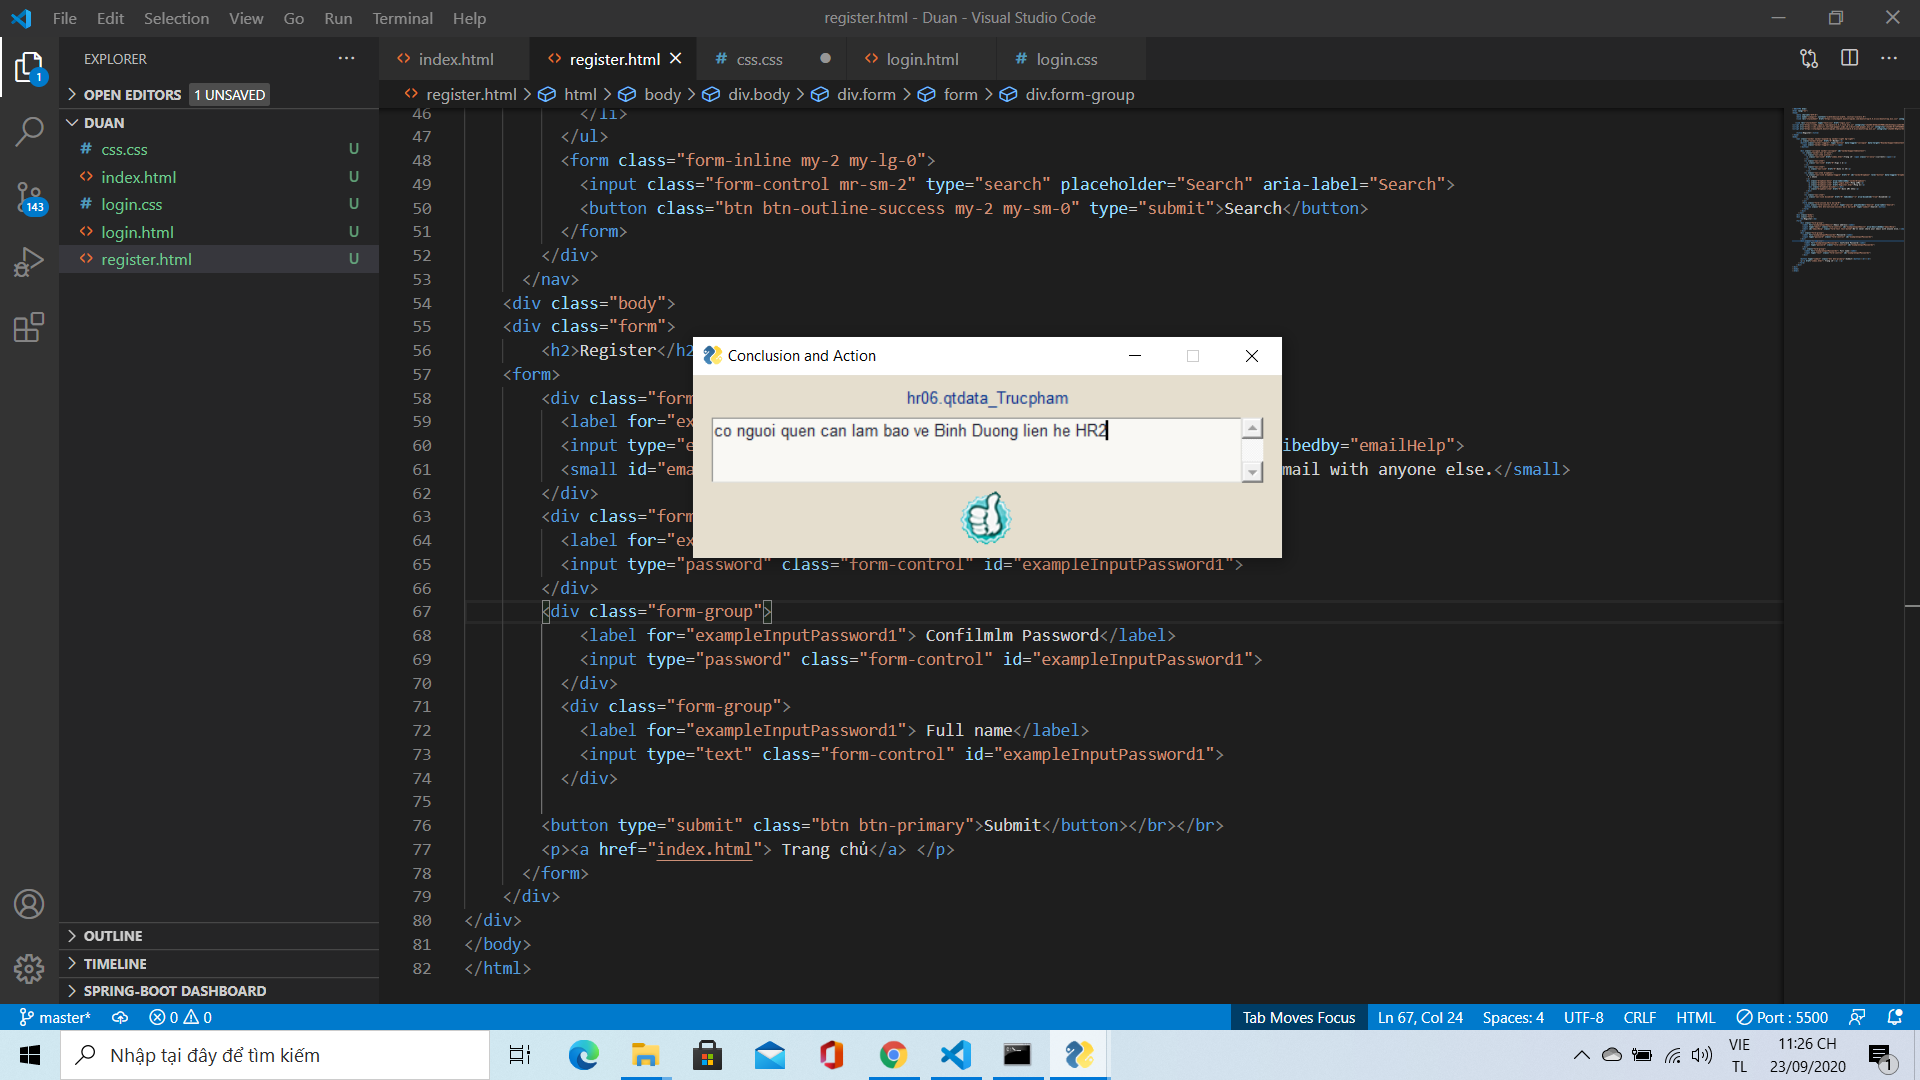 File Edit Selection View Go Run Terminal Help
register.html - Duan - Visual Studio Code
EXPLORER
index.html
register.html
css.css
login.html
login.css
OPEN EDITORS 1 UNSAVED
register.html > html > body > div.body > div.form > form > div.form-group
DUAN
css.css U
index.html U
login.css U
login.html U
register.html U
1
143
46 </li>
47 </ul>
48 <form class="form-inline my-2 my-lg-0">
49 <input class="form-control mr-sm-2" type="search" placeholder="Search" aria-label="Search">
50 <button class="btn btn-outline-success my-2 my-sm-0" type="submit">Search</button>
51 </form>
52 </div>
53 </nav>
54 <div class="body">
55 <div class="form">
56 <h2>Register</h2
57 <form>
58 <div class="form
59 <label for="ex
60 <input type="e ibedby="emailHelp">
61 <small id="ema mail with anyone else.</small>
62 </div>
63 <div class="form
64 <label for="ex
65 <input type="password" class="form-control" id="exampleInputPassword1">
66 </div>
67 <div class="form-group">
68 <label for="exampleInputPassword1"> Confilmlm Password</label>
69 <input type="password" class="form-control" id="exampleInputPassword1">
70 </div>
71 <div class="form-group">
72 <label for="exampleInputPassword1"> Full name</label>
73 <input type="text" class="form-control" id="exampleInputPassword1">
74 </div>
75
76 <button type="submit" class="btn btn-primary">Submit</button></br></br>
77 <p><a href="index.html"> Trang chủ</a> </p>
78 </form>
79 </div>
80 </div>
81 </body>
82 </html>
Conclusion and Action
hr06.qtdata_Trucpham
co nguoi quen can lam bao ve Binh Duong lien he HR2
OUTLINE
TIMELINE
SPRING-BOOT DASHBOARD
master* 0 0
Tab Moves Focus Ln 67, Col 24 Spaces: 4 UTF-8 CRLF HTML Port : 5500
Nhập tại đây để tìm kiếm
VIE
TL
11:26 CH
23/09/2020
1